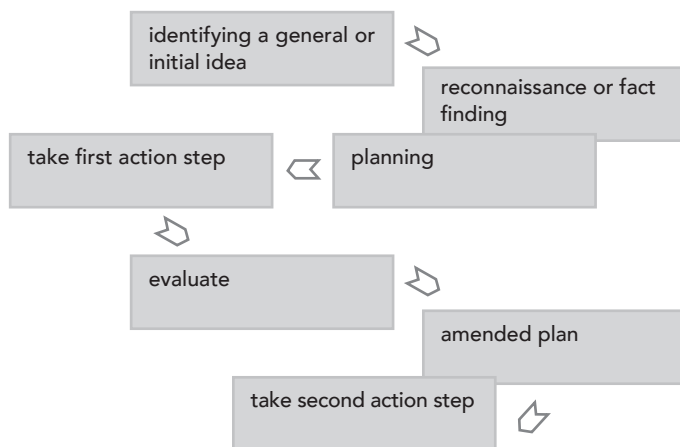 identifying a general or
initial idea
reconnaissance or fact
finding
planning
take first action step
evaluate
amended plan
take second action step